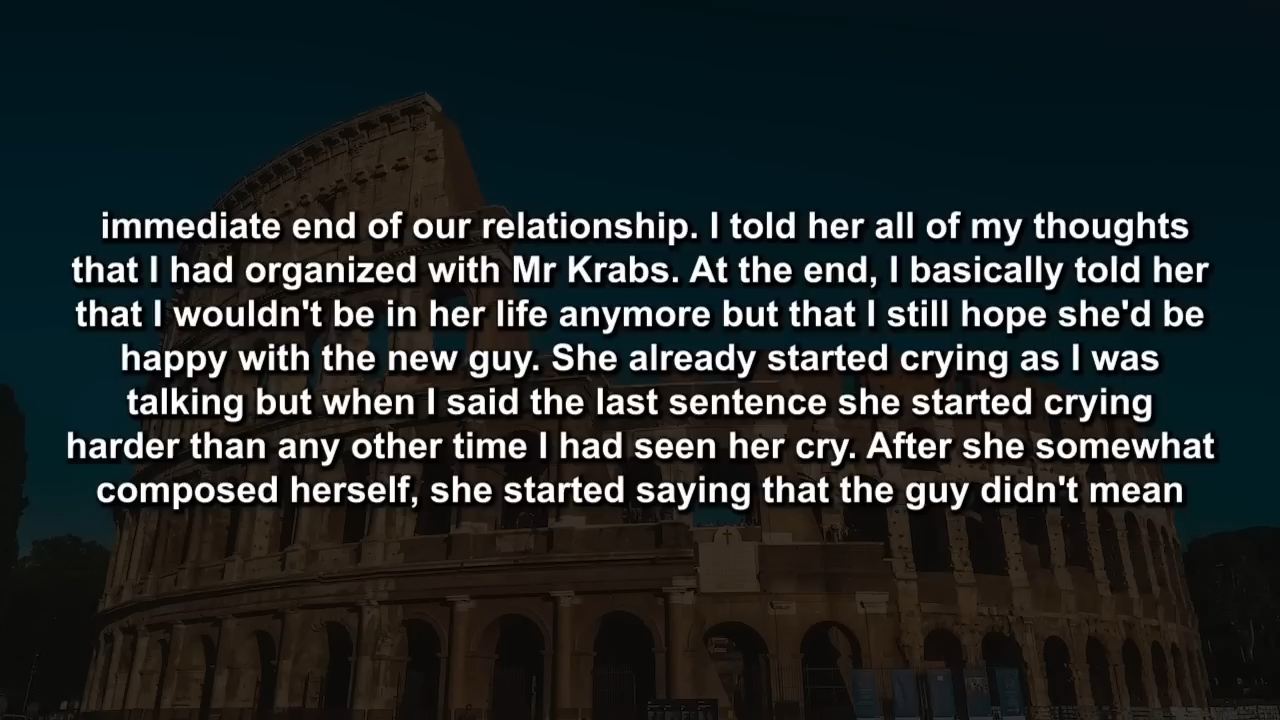 immediate end of our relationship. I told her all of my thoughts
that I had organized with Mr Krabs. At the end, I basically told her
that I wouldn't be in her life anymore but that I still hope she'd be
happy with the new guy. She already started crying as I was
talking but when I said the last sentence she started crying
harder than any other time I had seen her cry. After she somewhat
composed herself, she started saying that the guy didn't mean